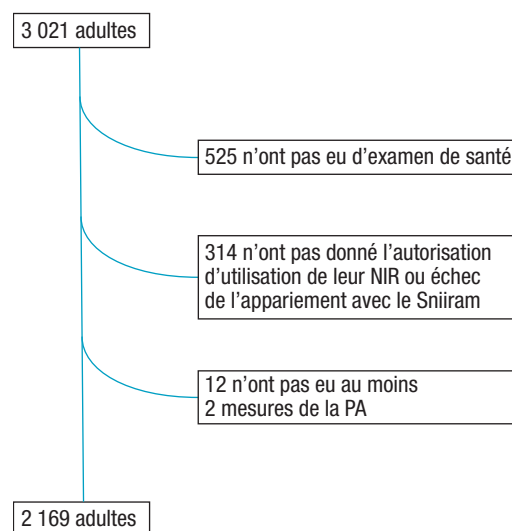 3 021 adultes
525 n'ont pas eu d'examen de santé
314 n'ont pas donné l'autorisation
d'utilisation de leur NIR ou échec
de l'appariement avec le Sniiram
12 n'ont pas eu au moins
2 mesures de la PA
2 169 adultes